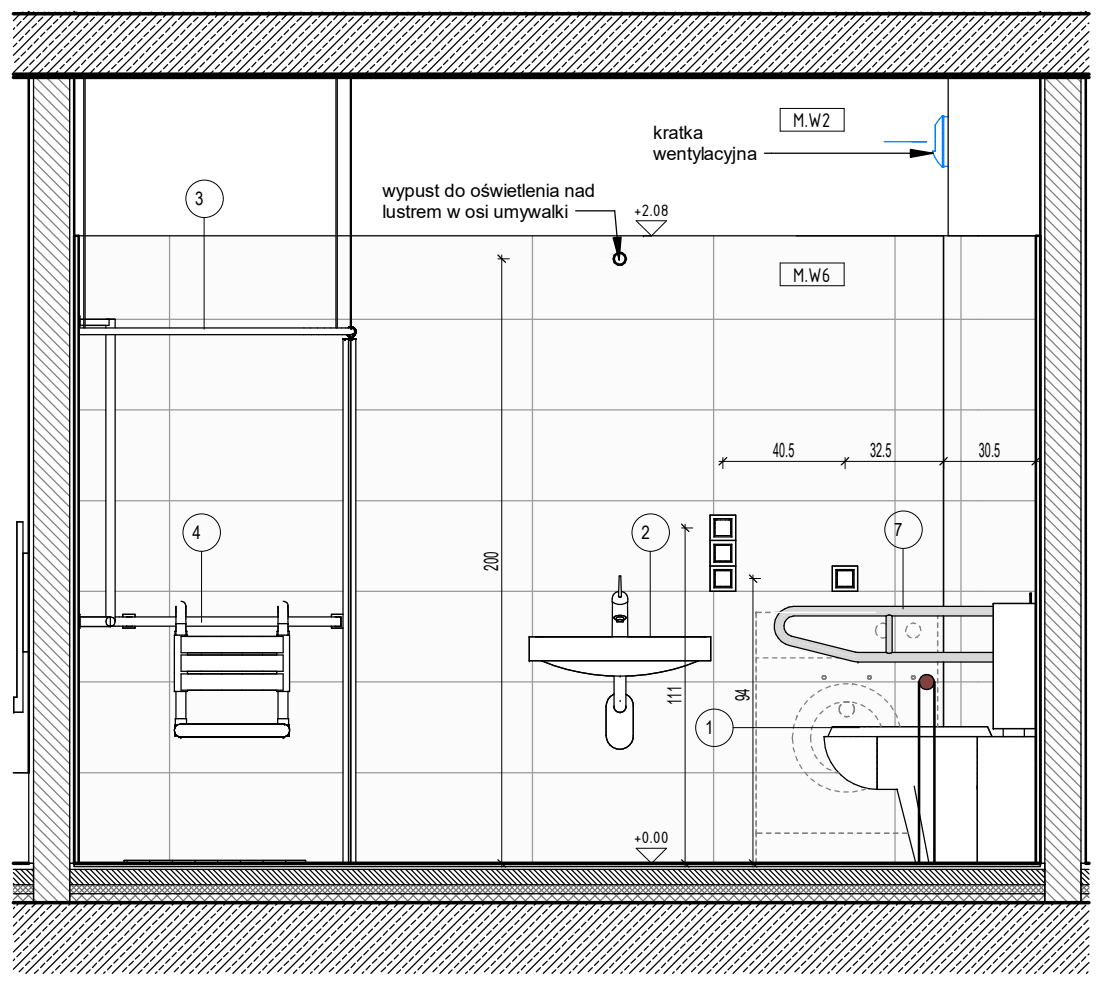 M.W2
kratka
wentylacyjna
3
wypust do oświetlenia nad
lustrem w osi umywalki
+2.08
M.W6
40.5
32.5
30.5
4
2
7
200
111
94
1
+0.00